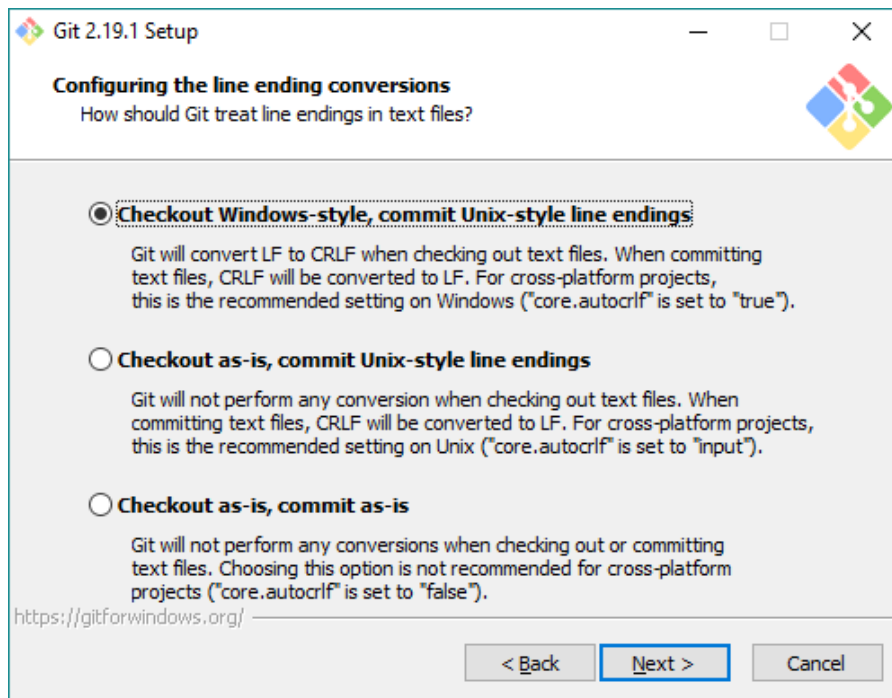 Git 2.19.1 Setup
Configuring the line ending conversions
How should Git treat line endings in text files?
Checkout Windows-style, commit Unix-style line endings
Git will convert LF to CRLF when checking out text files. When committing
text files, CRLF will be converted to LF. For cross-platform projects,
this is the recommended setting on Windows ("core.autocrlf" is set to "true").
Checkout as-is, commit Unix-style line endings
Git will not perform any conversion when checking out text files. When
committing text files, CRLF will be converted to LF. For cross-platform projects,
this is the recommended setting on Unix ("core.autocrlf" is set to "input").
Checkout as-is, commit as-is
Git will not perform any conversions when checking out or committing
text files. Choosing this option is not recommended for cross-platform
projects ("core.autocrlf" is set to "false").
https://gitforwindows.org/
< Back
Next >
Cancel